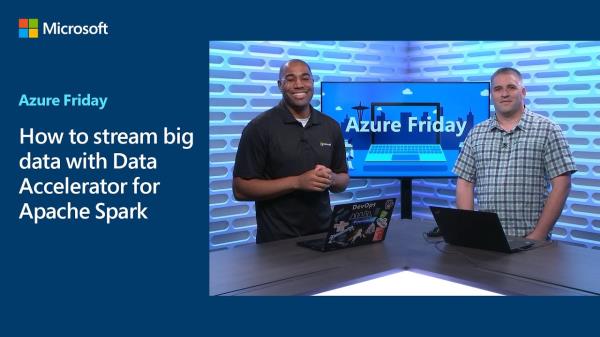 Microsoft
Azure Friday
How to stream big
data with Data
Accelerator for
Apache Spark
Azure Friday
DevOps